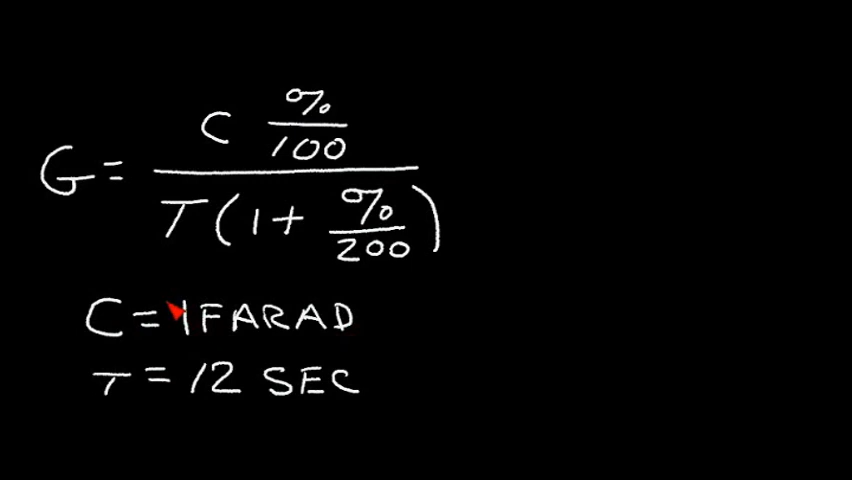 G = C %/100 / T(1 + %/200)
C = 1 FARAD
T = 12 SEC